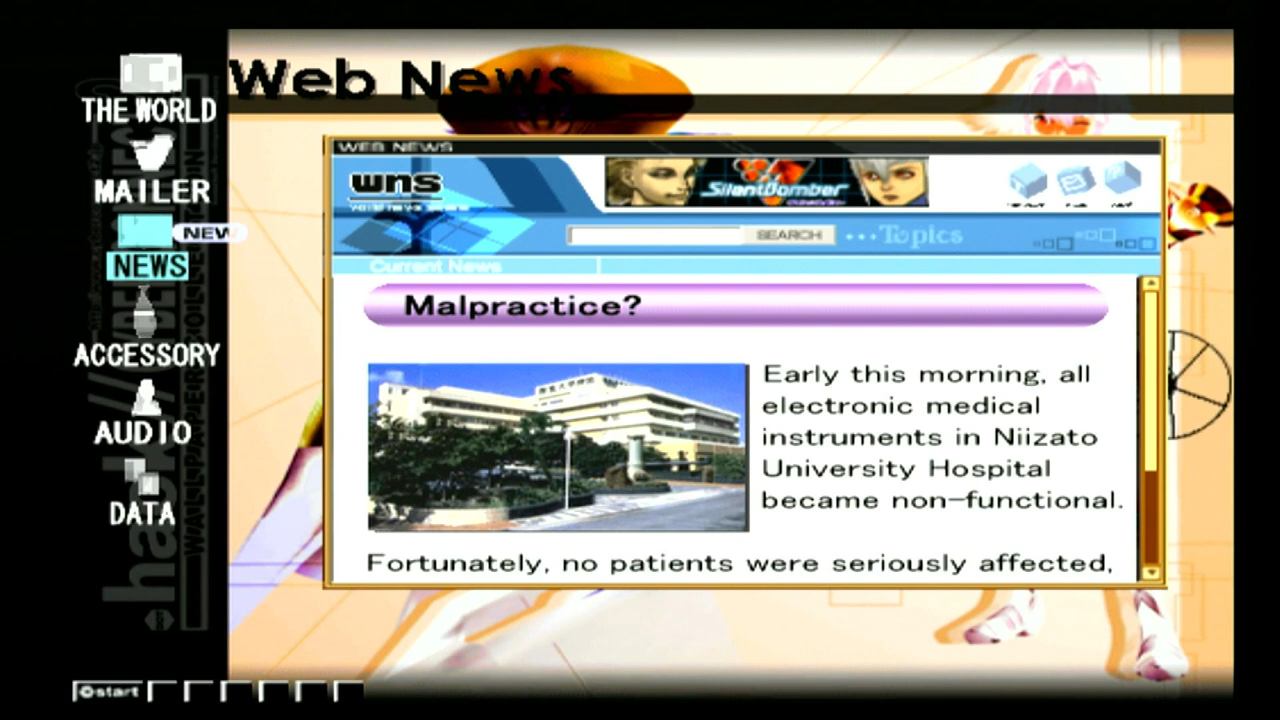 Web News
THE WORLD
MAILER
NEW
NEWS
ACCESSORY
AUDIO
DATA
start
WEB NEWS
wns
SilentBomber
SEARCH
...Topics
Current News
Malpractice?
Early this morning, all
electronic medical
instruments in Niizato
University Hospital
became non-functional.
Fortunately, no patients were seriously affected,
.hack//